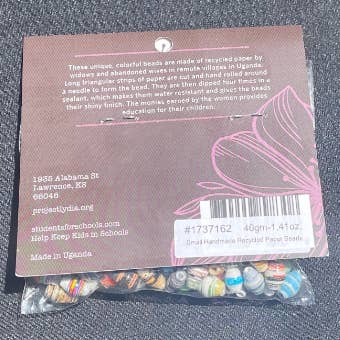 These unique, colorful beads are made of recycled paper by
widows and abandoned wives in remote villages in Uganda.
Long triangular strips of paper are cut and hand rolled around
a needle to form the bead. They are then dipped four times in a
sealant, which makes them water resistant and gives the beads
their shiny finish. The monies earned by the women provides
education for their children.
1935 Alabama St
Lawrence, KS
66046
projectlydia.org
studentsforschools.com
Help Keep Kids in Schools
Made in Uganda
#1737162 40gm-1.41oz.
Small Handmade Recycled Paper Beads